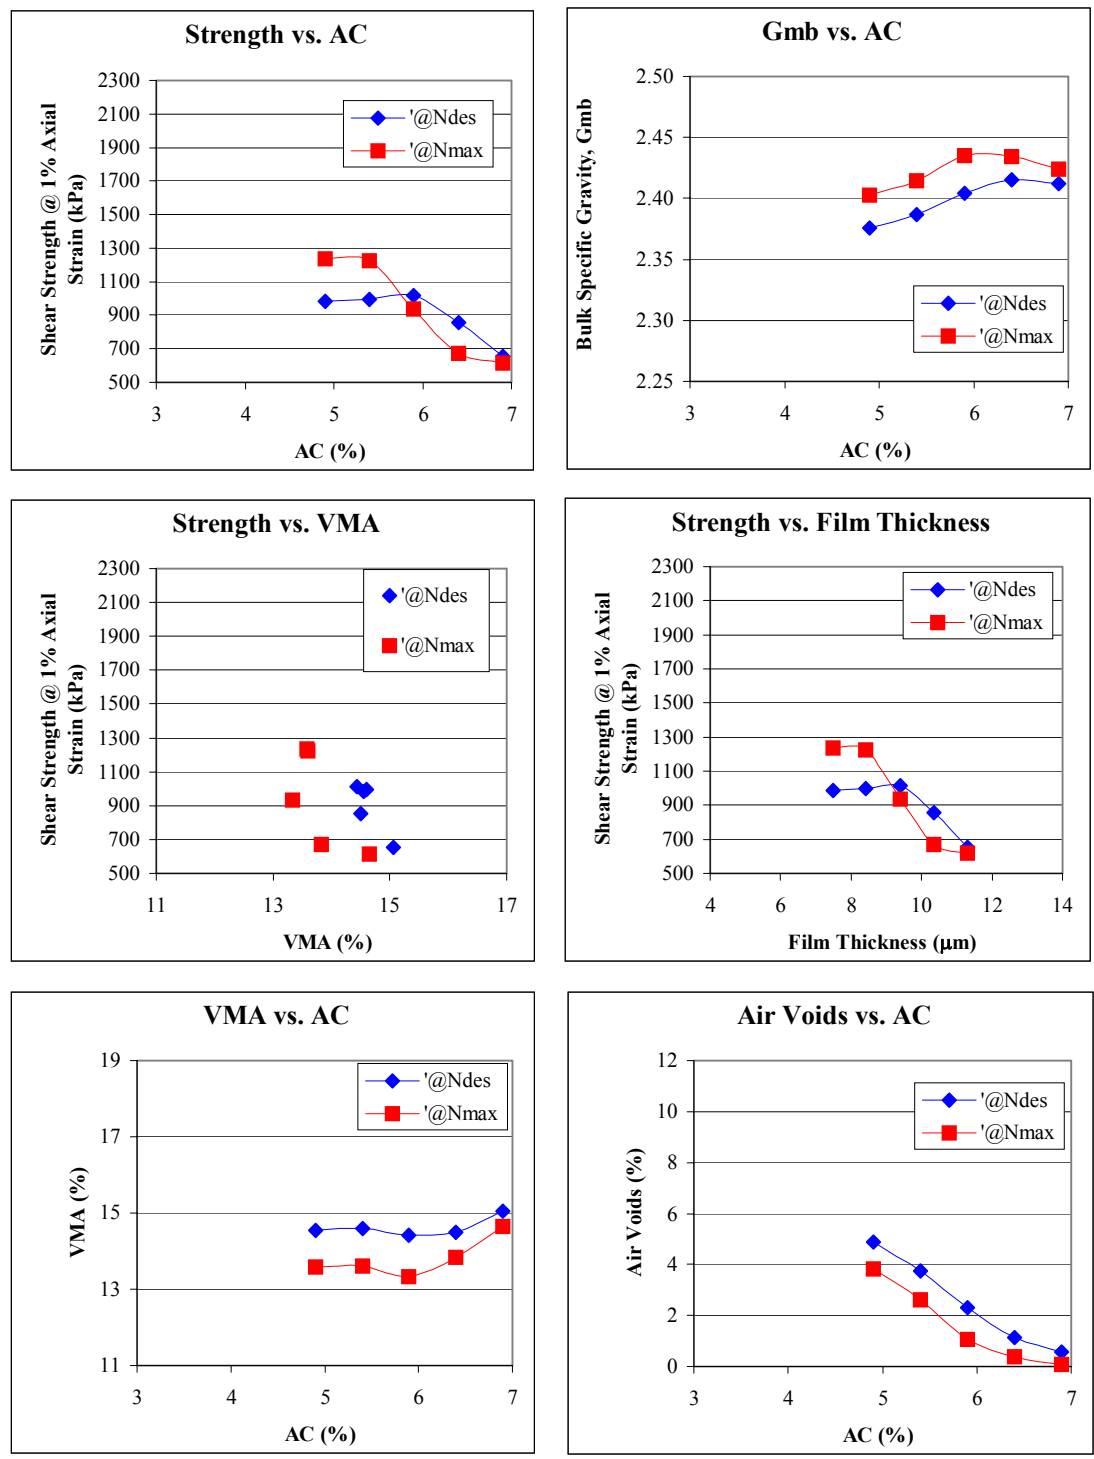 Strength vs. AC
Shear Strength @ 1% Axial
Strain (kPa)
2300
2100
1900
1700
1500
1300
1100
900
700
500
'@Ndes
'@Nmax
3 4 5 6 7
AC (%)
Gmb vs. AC
Bulk Specific Gravity, Gmb
2.50
2.45
2.40
2.35
2.30
2.25
'@Ndes
'@Nmax
3 4 5 6 7
AC (%)
Strength vs. VMA
Shear Strength @ 1% Axial
Strain (kPa)
2300
2100
1900
1700
1500
1300
1100
900
700
500
'@Ndes
'@Nmax
11 13 15 17
VMA (%)
Strength vs. Film Thickness
Shear Strength @ 1% Axial
Strain (kPa)
2300
2100
1900
1700
1500
1300
1100
900
700
500
'@Ndes
'@Nmax
4 6 8 10 12 14
Film Thickness (μm)
VMA vs. AC
VMA (%)
19
17
15
13
11
'@Ndes
'@Nmax
3 4 5 6 7
AC (%)
Air Voids vs. AC
Air Voids (%)
12
10
8
6
4
2
0
'@Ndes
'@Nmax
3 4 5 6 7
AC (%)